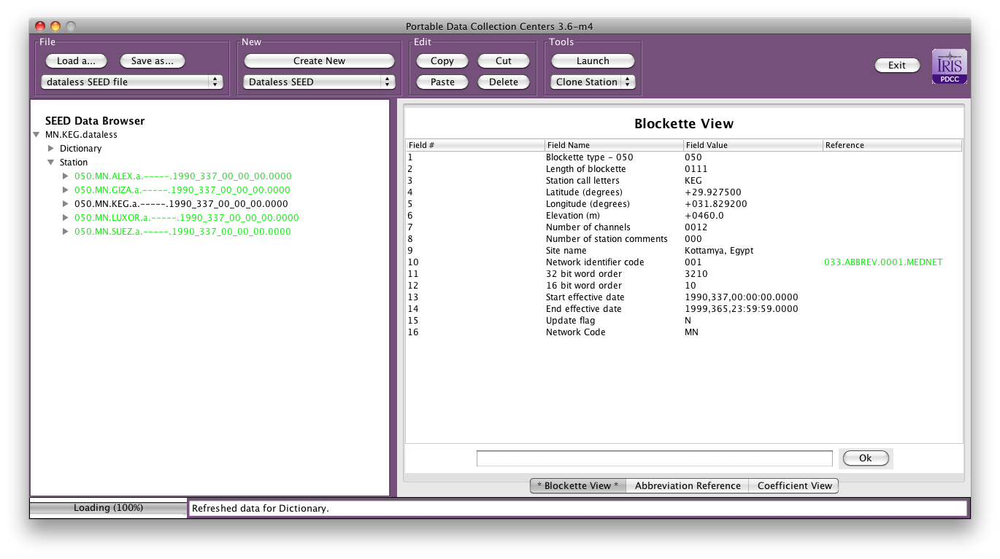 Portable Data Collection Centers 3.6-m4
File
New
Edit
Tools
Load a...
Save as...
Create New
Copy
Cut
Launch
Exit
IRIS
PDCC
dataless SEED file
Dataless SEED
Paste
Delete
Clone Station
SEED Data Browser
MN.KEG.dataless
Dictionary
Station
050.MN.ALEX.a.-----.1990_337_00_00_00.0000
050.MN.GIZA.a.-----.1990_337_00_00_00.0000
050.MN.KEG.a.-----.1990_337_00_00_00.0000
050.MN.LUXOR.a.-----.1990_337_00_00_00.0000
050.MN.SUEZ.a.-----.1990_337_00_00_00.0000
Blockette View
Field # Field Name Field Value Reference
1 Blockette type - 050 050
2 Length of blockette 0111
3 Station call letters KEG
4 Latitude (degrees) +29.927500
5 Longitude (degrees) +031.829200
6 Elevation (m) +0460.0
7 Number of channels 0012
8 Number of station comments 000
9 Site name Kottamya, Egypt
10 Network identifier code 001 033.ABBREV.0001.MEDNET
11 32 bit word order 3210
12 16 bit word order 10
13 Start effective date 1990,337,00:00:00.0000
14 End effective date 1999,365,23:59:59.0000
15 Update flag N
16 Network Code MN
Ok
* Blockette View * Abbreviation Reference Coefficient View
Loading (100%)
Refreshed data for Dictionary.